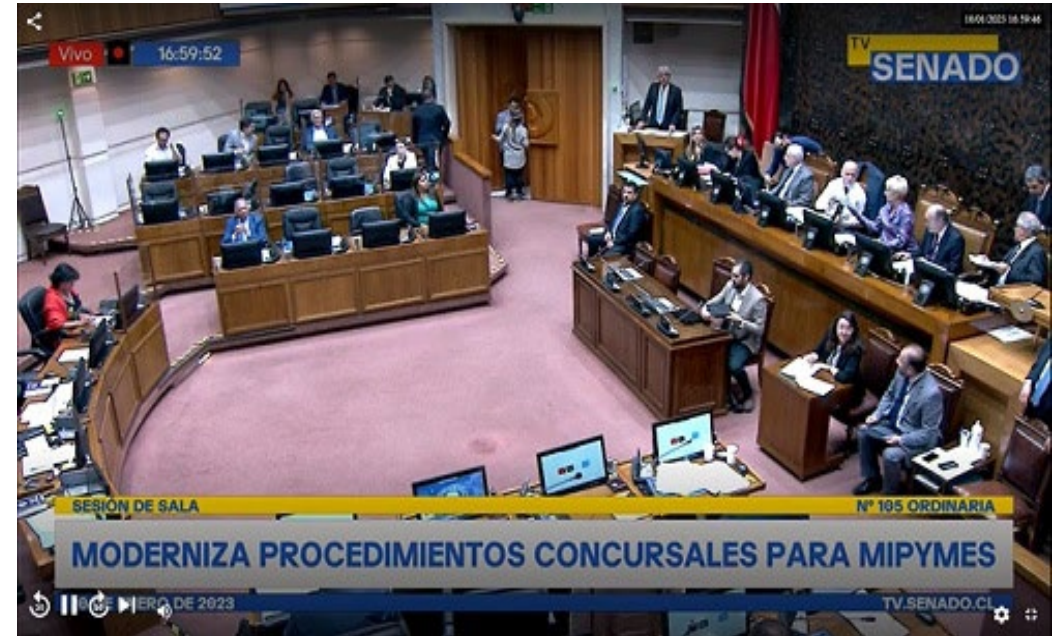 Vivo
16:59:52
TV
SENADO
SESIÓN DE SALA
Nº 105 ORDINARIA
MODERNIZA PROCEDIMIENTOS CONCURSALES PARA MIPYMES
DE 2023
TV.SENADO.CL